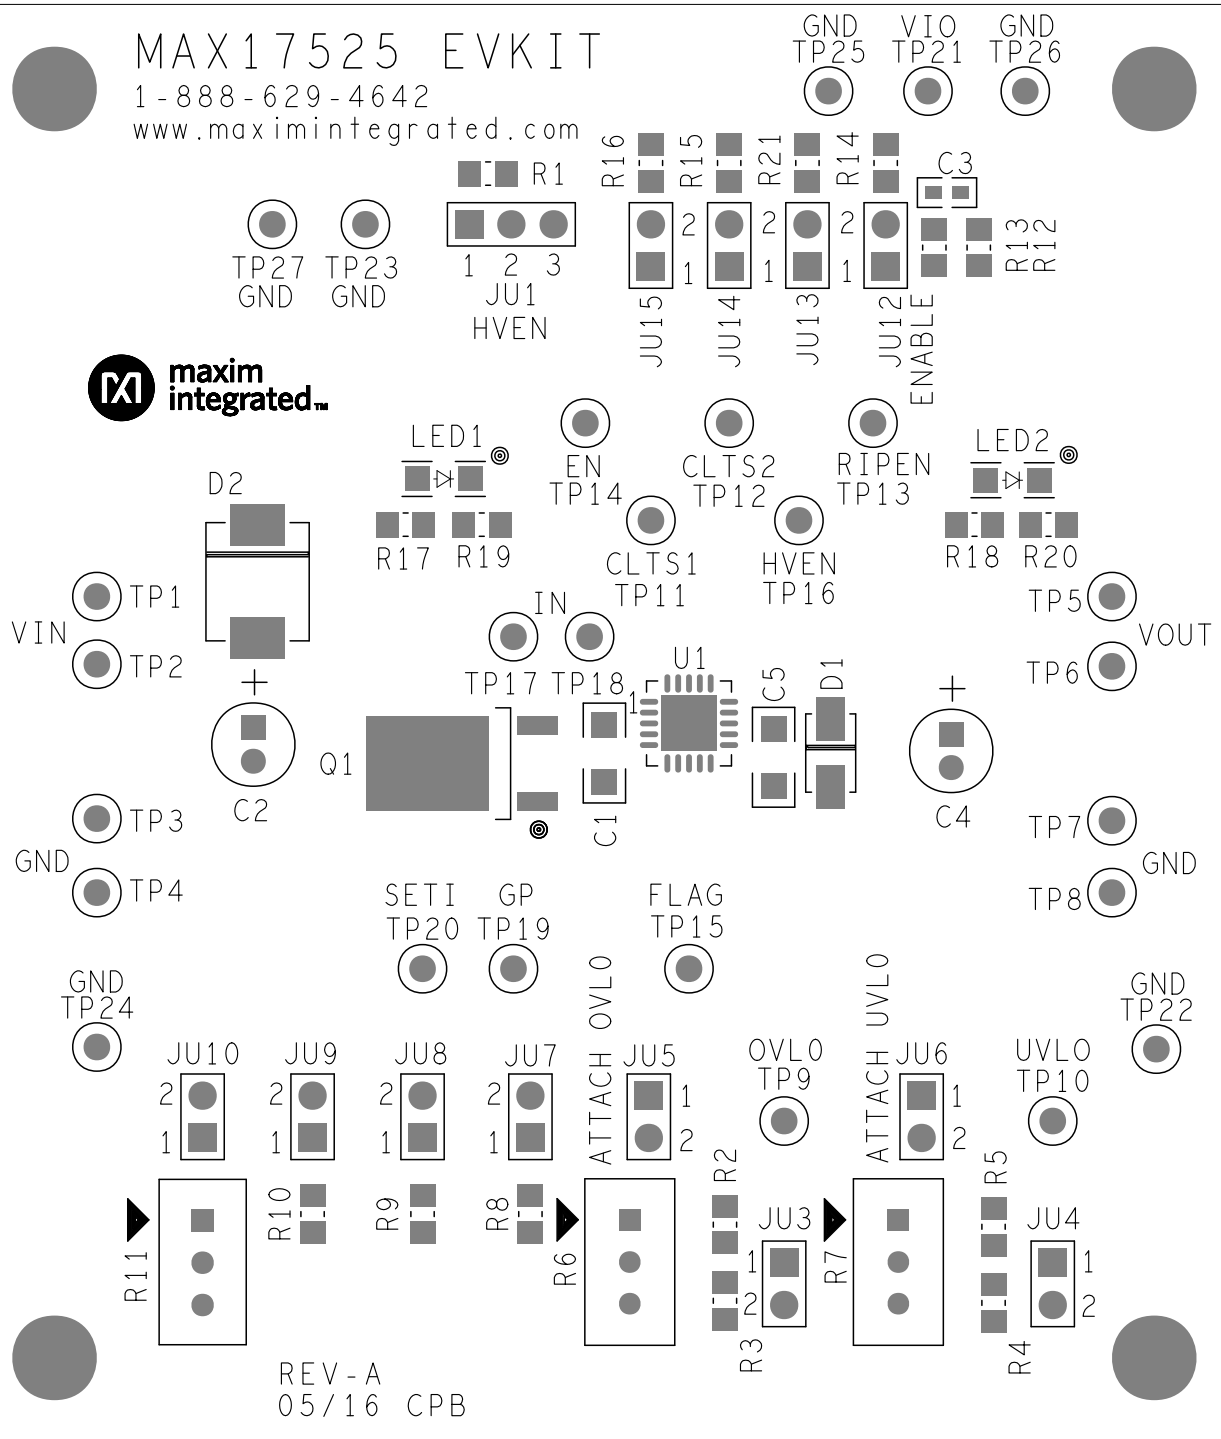 MAX17525 EVKIT
1-888-629-4642
www.maximintegrated.com
GND
TP25
VIO
TP21
GND
TP26
R1
R16
R15
R21
R14
C3
R13
R12
TP27
GND
TP23
GND
1 2 3
JU1
HVEN
2
1
JU15
2
1
JU14
2
1
JU13
2
1
JU12
ENABLE
maxim
integrated™
LED1
EN
TP14
CLTS2
TP12
RIPEN
TP13
LED2
D2
R17
R19
CLTS1
TP11
HVEN
TP16
R18
R20
TP1
VIN
TP2
IN
TP17
TP18
U1
1
C5
D1
TP5
VOUT
TP6
+
C2
Q1
C1
+
C4
TP3
GND
TP4
TP7
GND
TP8
SETI
TP20
GP
TP19
FLAG
TP15
GND
TP24
GND
TP22
JU10
2
1
JU9
2
1
JU8
2
1
JU7
2
1
ATTACH OVLO
JU5
1
2
OVLO
TP9
ATTACH UVLO
JU6
1
2
UVLO
TP10
R11
R10
R9
R8
R6
R2
R3
JU3
1
2
R7
R5
R4
JU4
1
2
REV-A
05/16 CPB